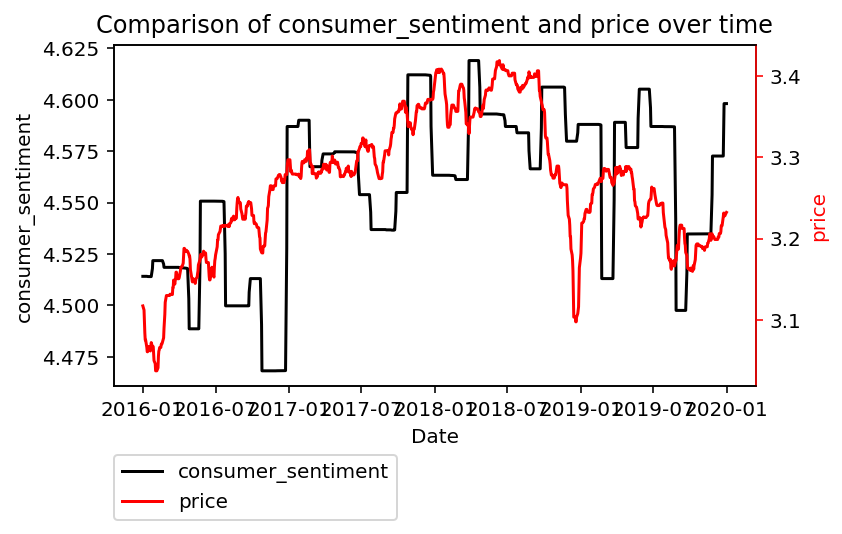 Comparison of consumer_sentiment and price over time
4.625
4.600
4.575
4.550
4.525
4.500
4.475
consumer_sentiment
3.4
3.3
3.2
3.1
price
2016-01 2016-07 2017-01 2017-07 2018-01 2018-07 2019-01 2019-07 2020-01
Date
consumer_sentiment
price